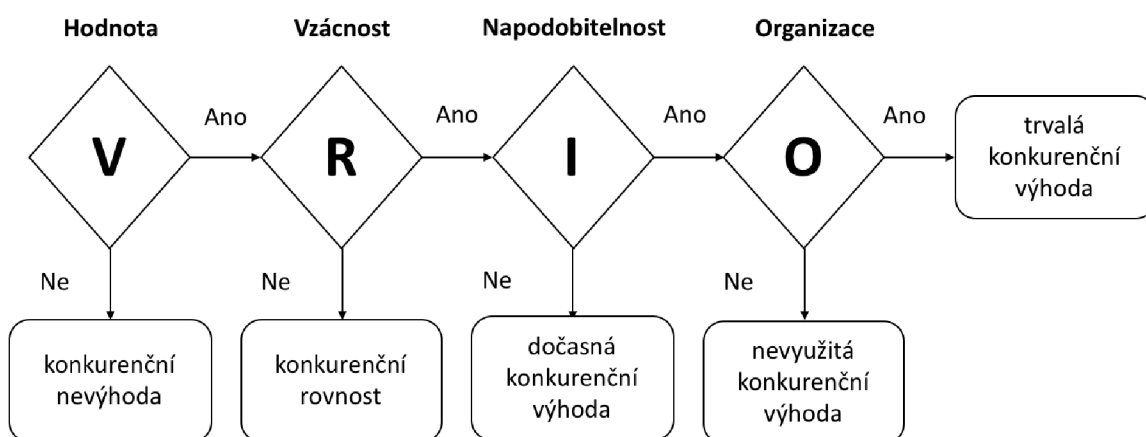 Hodnota
Vzácnost
Napodobitelnost
Organizace
V
Ano
R
Ano
I
Ano
O
Ano
trvalá
konkurenční
výhoda
Ne
Ne
Ne
Ne
konkurenční
nevýhoda
konkurenční
rovnost
dočasná
konkurenční
výhoda
nevyužitá
konkurenční
výhoda